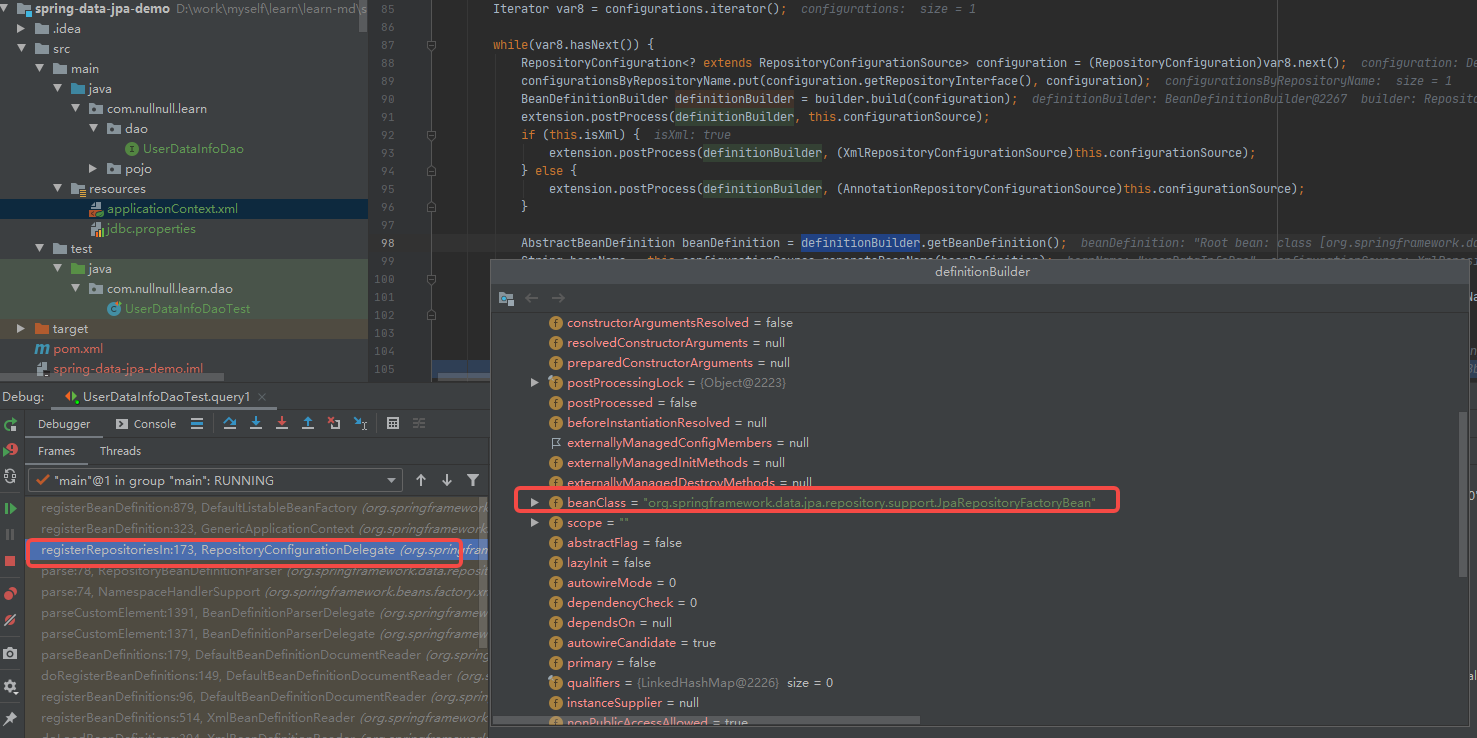 spring-data-jpa-demo D:\work\myself\learn\learn-md\s
.idea
src
main
java
com.nullnull.learn
dao
UserDataInfoDao
pojo
resources
applicationContext.xml
jdbc.properties
test
java
com.nullnull.learn.dao
UserDataInfoDaoTest
target
pom.xml
spring-data-jpa-demo.iml
85 Iterator var8 = configurations.iterator(); configurations: size = 1
86
87 while(var8.hasNext()) {
88 RepositoryConfiguration<? extends RepositoryConfigurationSource> configuration = (RepositoryConfiguration)var8.next(); configuration: De
89 configurationsByRepositoryName.put(configuration.getRepositoryInterface(), configuration); configurationsByRepositoryName: size = 1
90 BeanDefinitionBuilder definitionBuilder = builder.build(configuration); definitionBuilder: BeanDefinitionBuilder@2267 builder: Reposito
91 extension.postProcess(definitionBuilder, this.configurationSource);
92 if (this.isXml) { isXml: true
93 extension.postProcess(definitionBuilder, (XmlRepositoryConfigurationSource)this.configurationSource);
94 } else {
95 extension.postProcess(definitionBuilder, (AnnotationRepositoryConfigurationSource)this.configurationSource);
96 }
97
98 AbstractBeanDefinition beanDefinition = definitionBuilder.getBeanDefinition(); beanDefinition: "Root bean: class [org.springframework.da
99
100
101
102
103
104
105
definitionBuilder
constructorArgumentsResolved = false
resolvedConstructorArguments = null
preparedConstructorArguments = null
postProcessingLock = {Object@2223}
postProcessed = false
beforeInstantiationResolved = null
externallyManagedConfigMembers = null
externallyManagedInitMethods = null
externallyManagedDestroyMethods = null
beanClass = "org.springframework.data.jpa.repository.support.JpaRepositoryFactoryBean"
scope = ""
abstractFlag = false
lazyInit = false
autowireMode = 0
dependencyCheck = 0
dependsOn = null
autowireCandidate = true
primary = false
qualifiers = {LinkedHashMap@2226} size = 0
instanceSupplier = null
nonPublicAccessAllowed = true
Debug: UserDataInfoDaoTest.query1
Debugger Console
Frames Threads
"main"@1 in group "main": RUNNING
registerBeanDefinition:879, DefaultListableBeanFactory (org.springframework
registerBeanDefinition:323, GenericApplicationContext (org.springframework
registerRepositoriesIn:173, RepositoryConfigurationDelegate (org.springfram
parse:78, RepositoryBeanDefinitionParser (org.springframework.data.reposit
parse:74, NamespaceHandlerSupport (org.springframework.beans.factory.xm
parseCustomElement:1391, BeanDefinitionParserDelegate (org.springframew
parseCustomElement:1371, BeanDefinitionParserDelegate (org.springframew
parseBeanDefinitions:179, DefaultBeanDefinitionDocumentReader (org.spring
doRegisterBeanDefinitions:149, DefaultBeanDefinitionDocumentReader (org.s
registerBeanDefinitions:96, DefaultBeanDefinitionDocumentReader (org.sprin
registerBeanDefinitions:514, XmlBeanDefinitionReader (org.springframework